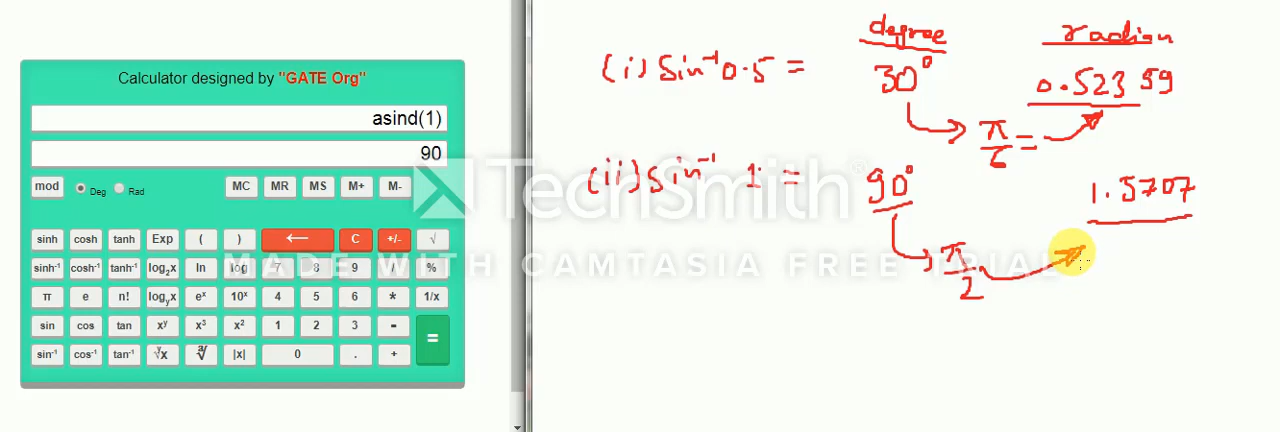 Calculator designed by "GATE Org"
asind(1)
90
mod Deg Rad MC MR MS M+ M-
sinh cosh tanh Exp ( ) ← C +/- √
sinh⁻¹ cosh⁻¹ tanh⁻¹ log₂x ln log 7 8 9 / %
π e n! logᵧx eˣ 10ˣ 4 5 6 * 1/x
sin cos tan xʸ x³ x² 1 2 3 - =
sin⁻¹ cos⁻¹ tan⁻¹ ʸ√x ∛ |x| 0 . +
degree radian
(i) sin⁻¹ 0.5 = 30° 0.52359
π/6 =
(ii) sin⁻¹ 1 = 90° 1.5707
π/2
TechSmith®
MADE WITH CAMTASIA FREE TRIAL